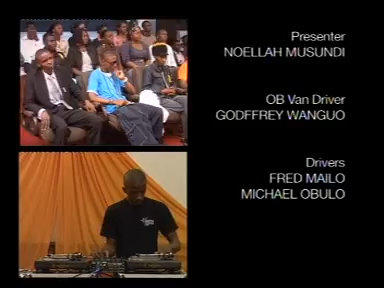 Presenter
NOELLAH MUSUNDI
OB Van Driver
GODFFREY WANGUO
Drivers
FRED MAILO
MICHAEL OBULO